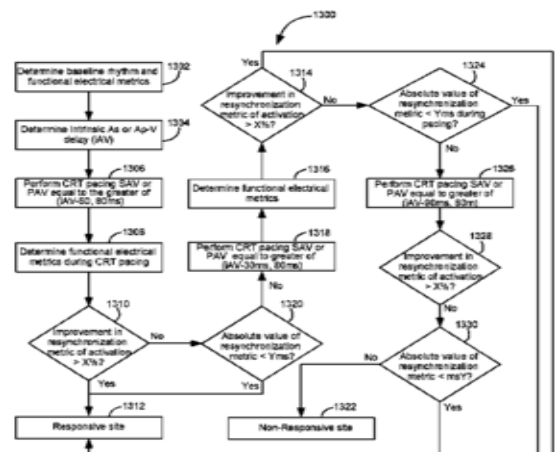 1300
1302
Determine baseline rhythm and
functional electrical metrics
1304
Determine intrinsic As or Ap-V
delay (iAV)
1306
Perform CRT pacing SAV or
PAV equal to the greater of
(iAV-60, 80ms)
1308
Determine functional electrical
metrics during CRT pacing
1310
Improvement in
resynchronization
metric of activation
> X%?
No
Yes
1312
Responsive site
1314
Improvement in
resynchronization
metric of activation
> X%?
Yes
No
1316
Determine functional electrical
metrics
1318
Perform CRT pacing SAV or
PAV equal to greater of
(iAV-30ms, 80ms)
No
1320
Absolute value of
resynchronization
metric < Yms?
Yes
1324
Absolute value of
resynchronization
metric < Yms during
pacing?
Yes
No
1326
Perform CRT pacing SAV or
PAV equal to greater of
1328
Improvement in
resynchronization
metric of activation
> X%?
No
1330
Absolute value of
resynchronization
metric < msY?
No
Yes
1322
Non-Responsive site